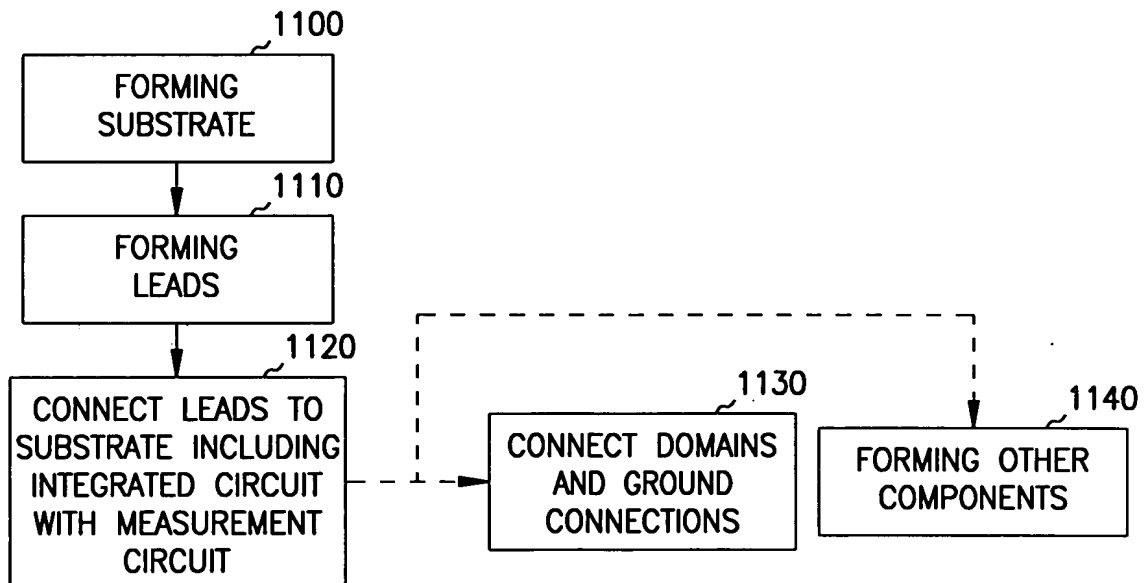 1100
FORMING
SUBSTRATE
1110
FORMING
LEADS
1120
CONNECT LEADS TO
SUBSTRATE INCLUDING
INTEGRATED CIRCUIT
WITH MEASUREMENT
CIRCUIT
1130
CONNECT DOMAINS
AND GROUND
CONNECTIONS
1140
FORMING OTHER
COMPONENTS